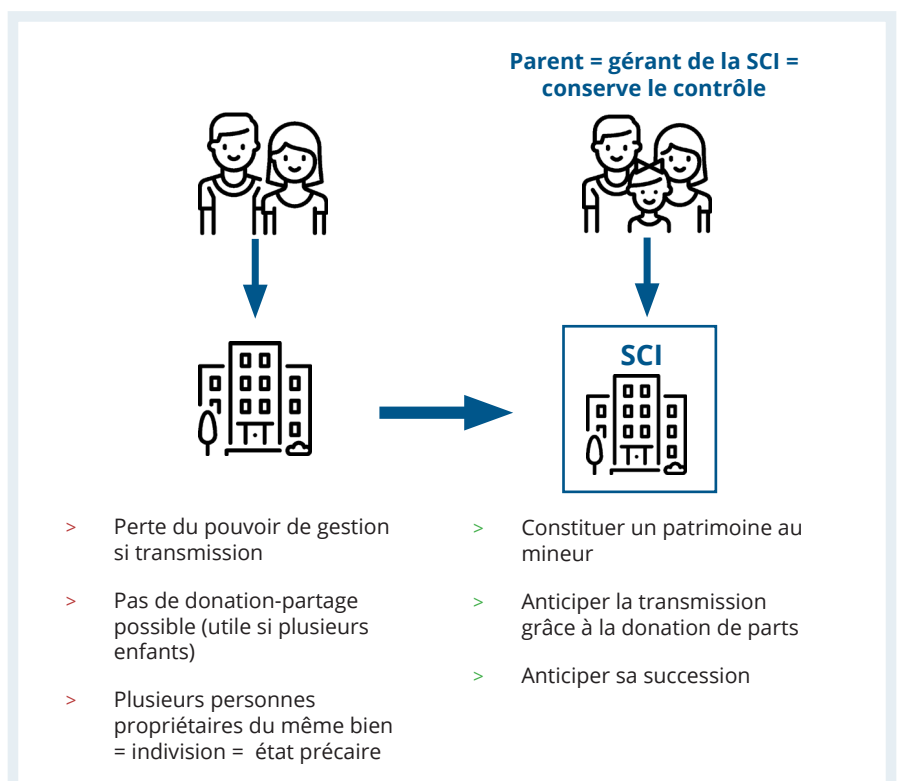 Parent = gérant de la SCI =
conserve le contrôle
SCI
> Perte du pouvoir de gestion
si transmission
> Pas de donation-partage
possible (utile si plusieurs
enfants)
> Plusieurs personnes
propriétaires du même bien
= indivision = état précaire
> Constituer un patrimoine au
mineur
> Anticiper la transmission
grâce à la donation de parts
> Anticiper sa succession